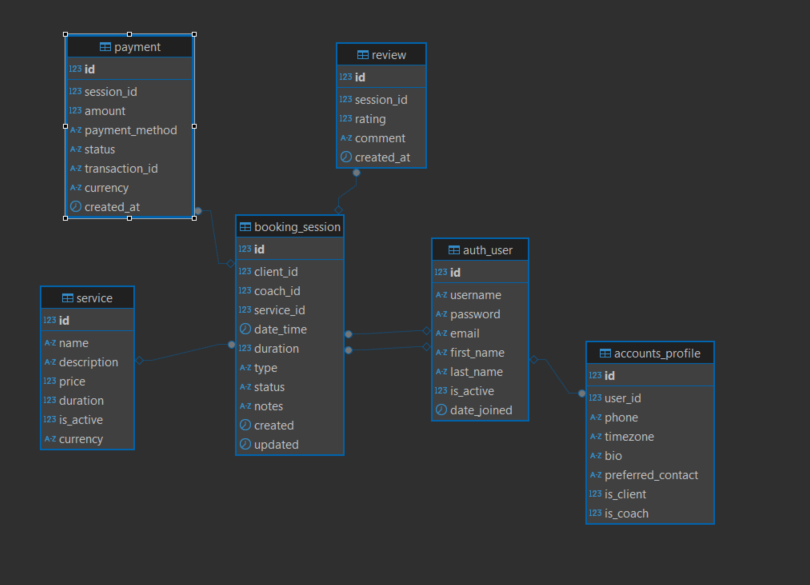 payment
123 id
123 session_id
123 amount
A-Z payment_method
A-Z status
A-Z transaction_id
A-Z currency
created_at
review
123 id
123 session_id
123 rating
A-Z comment
created_at
booking_session
123 id
123 client_id
123 coach_id
123 service_id
date_time
123 duration
A-Z type
A-Z status
A-Z notes
created
updated
service
123 id
A-Z name
A-Z description
123 price
123 duration
123 is_active
A-Z currency
auth_user
123 id
A-Z username
A-Z password
A-Z email
A-Z first_name
A-Z last_name
123 is_active
date_joined
accounts_profile
123 id
123 user_id
A-Z phone
A-Z timezone
A-Z bio
A-Z preferred_contact
123 is_client
123 is_coach